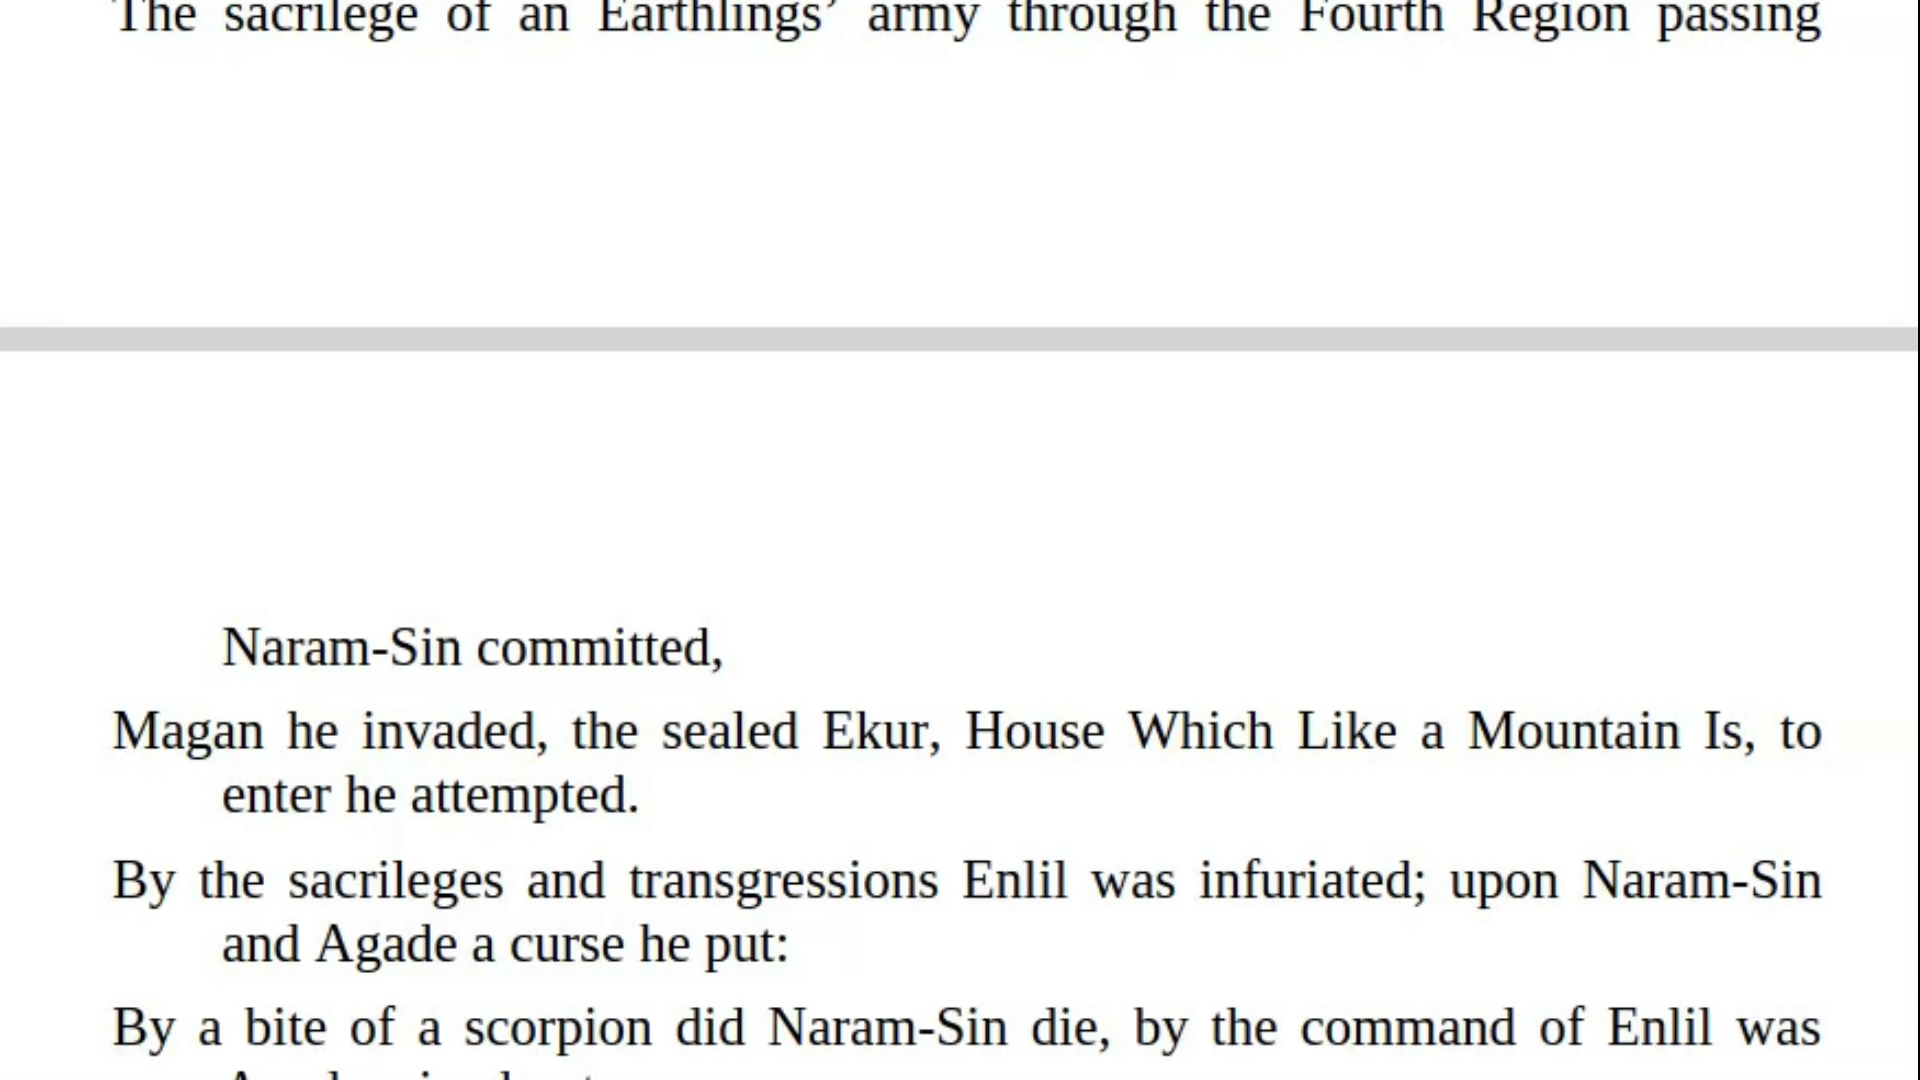 The sacrilege of an Earthlings’ army through the Fourth Region passing
Naram-Sin committed,
Magan he invaded, the sealed Ekur, House Which Like a Mountain Is, to
enter he attempted.
By the sacrileges and transgressions Enlil was infuriated; upon Naram-Sin
and Agade a curse he put:
By a bite of a scorpion did Naram-Sin die, by the command of Enlil was